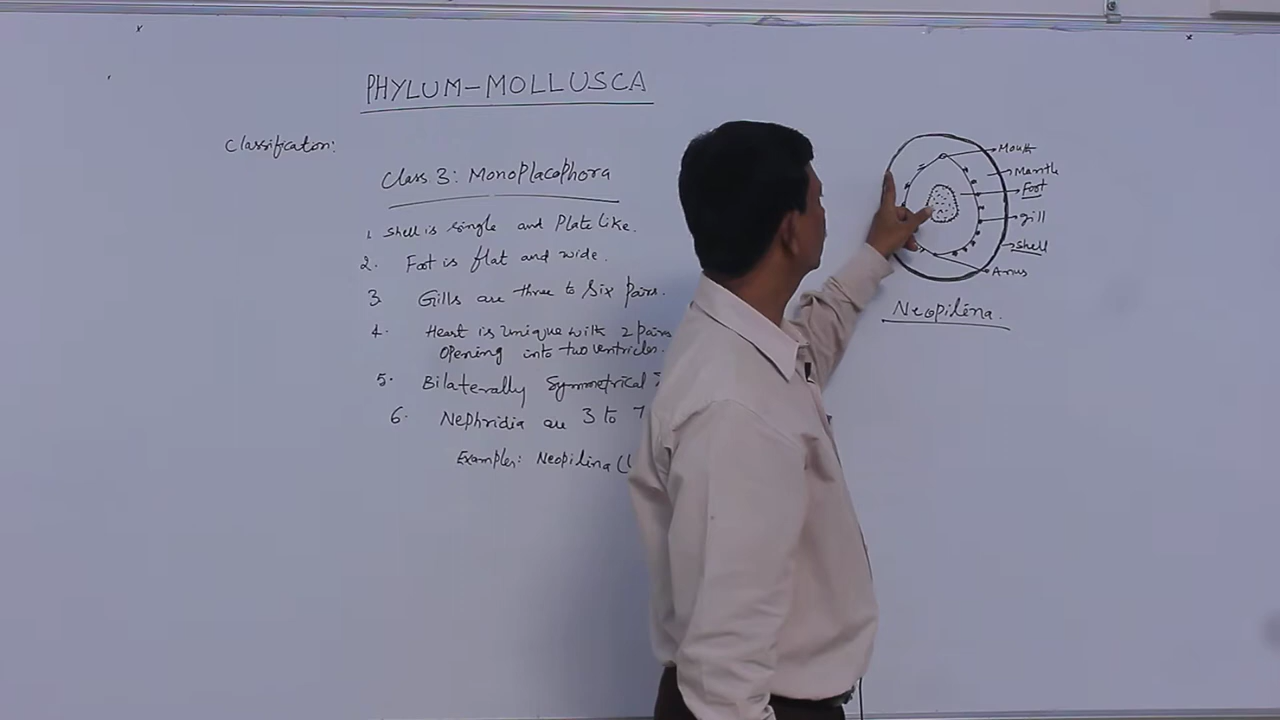 PHYLUM-MOLLUSCA
Classification:
Class 3: Monoplacophora
1. Shell is single and Plate like.
2. Foot is flat and wide.
3 Gills are three to six pairs.
4. Heart is unique with 2 pairs
opening into two ventricles.
5. Bilaterally Symmetrical
6. Nephridia are 3 to 7
Examples: Neopilina (
Mouth
Mantle
Foot
gill
Shell
Anus
Neopilina.